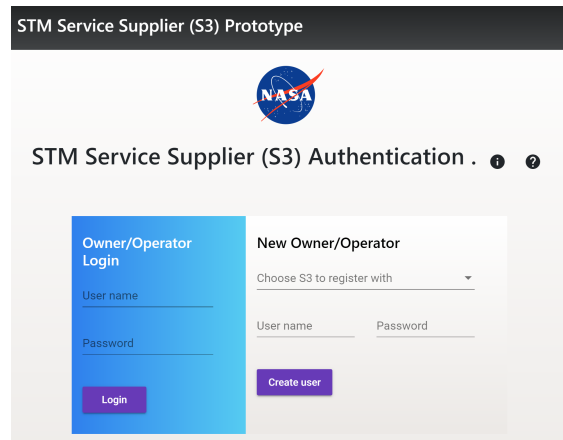 STM Service Supplier (S3) Prototype
NASA
STM Service Supplier (S3) Authentication .
Owner/Operator
Login
User name
Password
Login
New Owner/Operator
Choose S3 to register with
User name Password
Create user